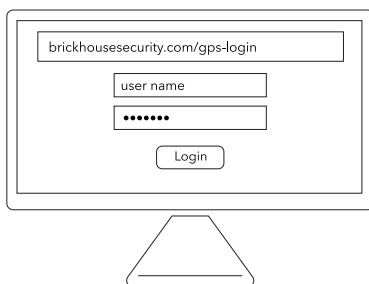 brickhousesecurity.com/gps-login
user name
•••••••
Login